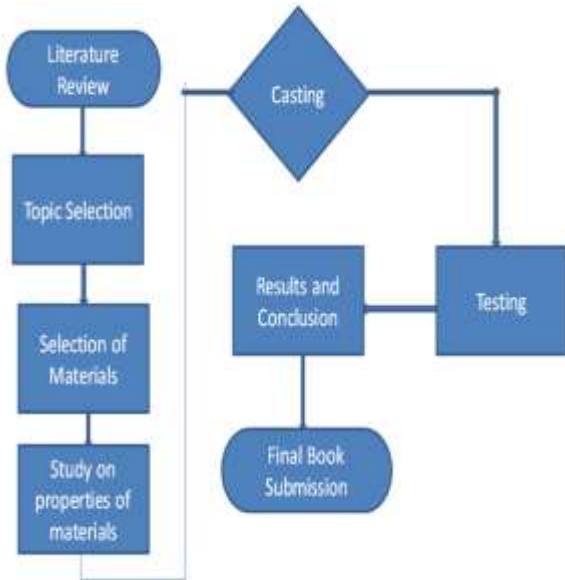 Literature
Review
Topic Selection
Selection of
Materials
Study on
properties of
materials
Casting
Testing
Results and
Conclusion
Final Book
Submission